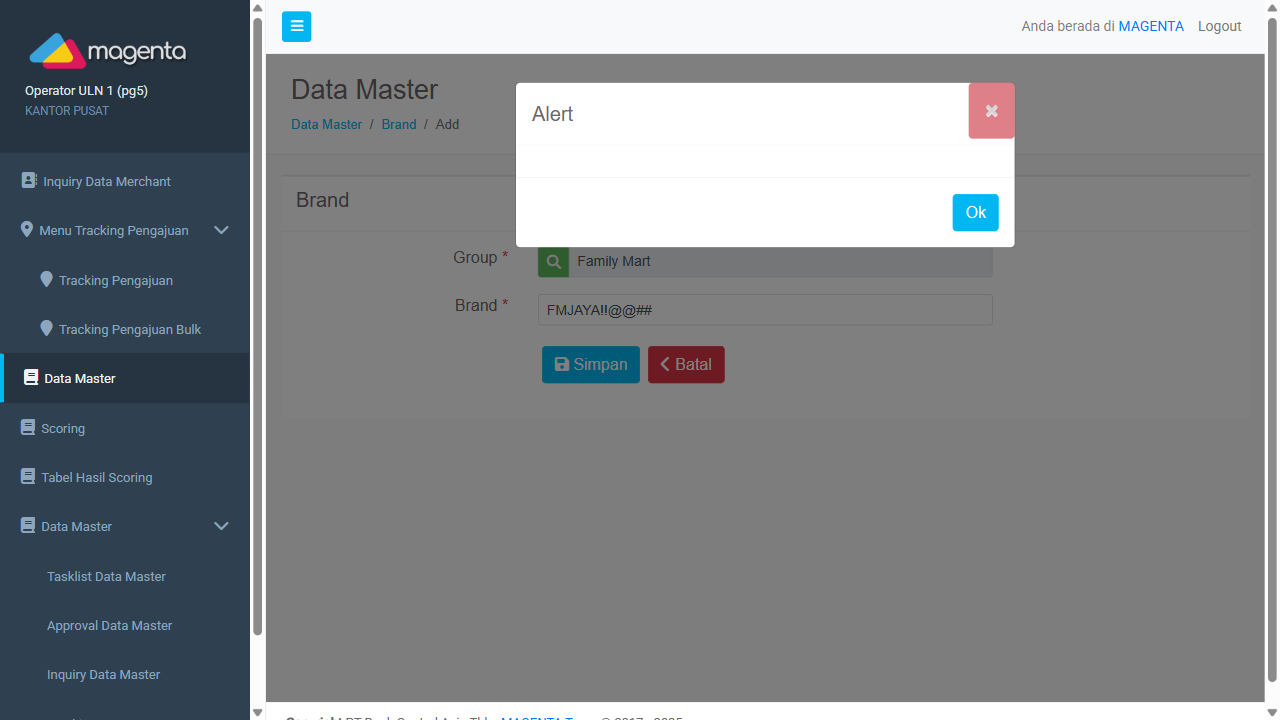 magenta
Operator ULN 1 (pg5)
KANTOR PUSAT
Inquiry Data Merchant
Menu Tracking Pengajuan
Tracking Pengajuan
Tracking Pengajuan Bulk
Data Master
Scoring
Tabel Hasil Scoring
Data Master
Tasklist Data Master
Approval Data Master
Inquiry Data Master
Anda berada di MAGENTA Logout
Data Master
Data Master / Brand / Add
Alert
Ok
Brand
Group * Family Mart
Brand * FMJAYA!!@@##
Simpan Batal